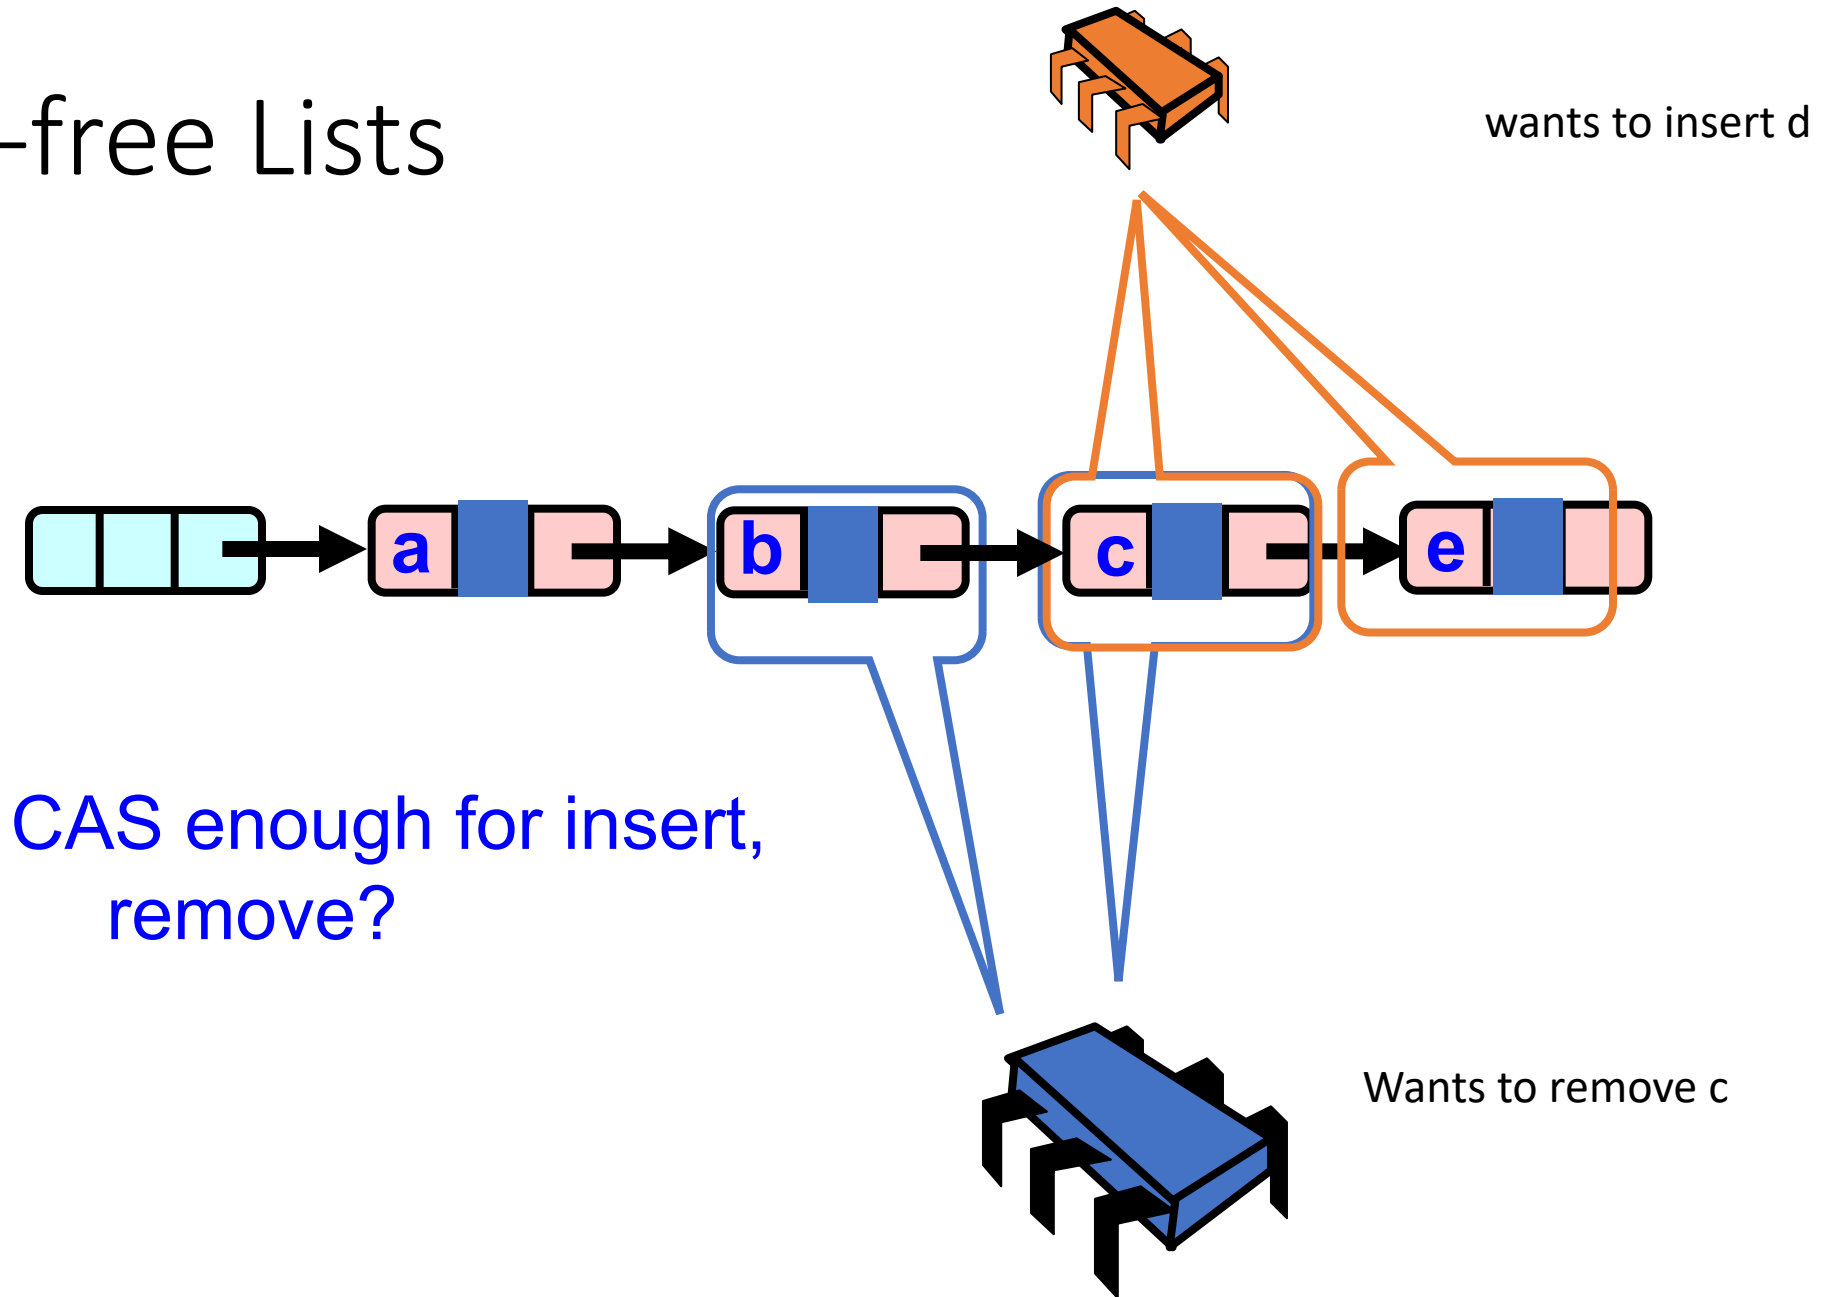 -free Lists
wants to insert d
a b c e
CAS enough for insert,
remove?
Wants to remove c